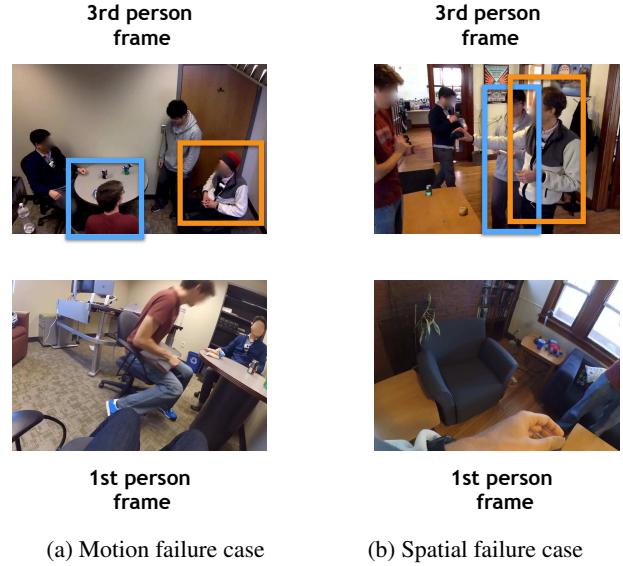 3rd person
frame
3rd person
frame
1st person
frame
1st person
frame
(a) Motion failure case
(b) Spatial failure case